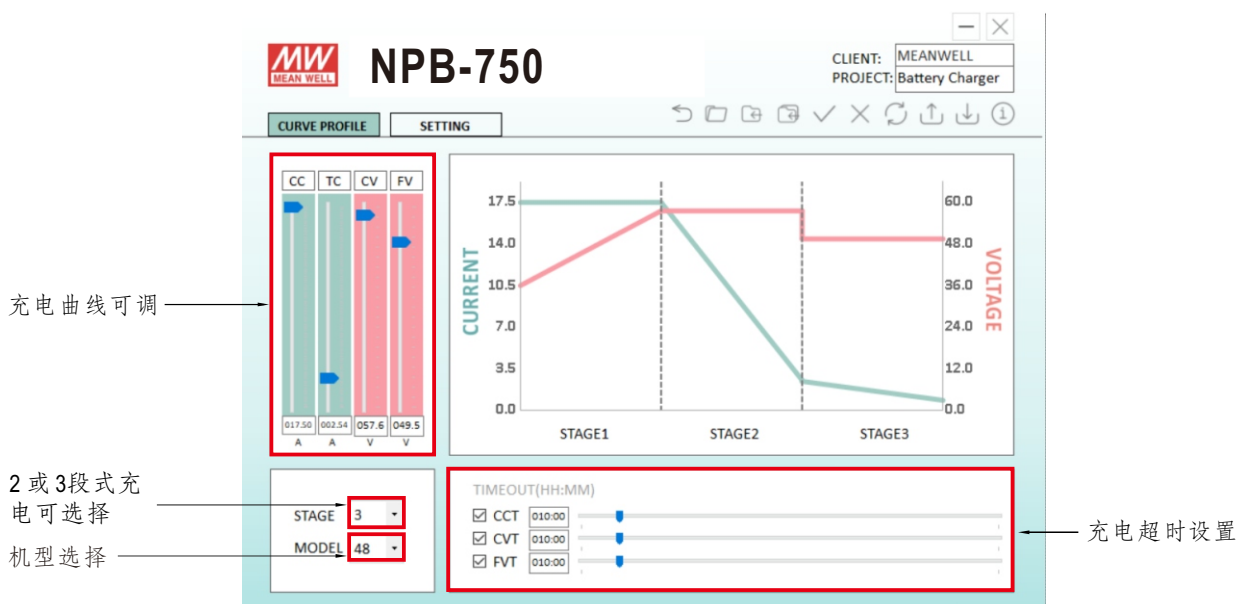 MW
MEAN WELL
NPB-750
CLIENT: MEANWELL
PROJECT: Battery Charger
CURVE PROFILE SETTING
CC TC CV FV
017.50 002.54 057.6 049.5
A A V V
充电曲线可调
CURRENT
17.5
14.0
10.5
7.0
3.5
0.0
60.0
48.0
36.0
24.0
12.0
0.0
VOLTAGE
STAGE1 STAGE2 STAGE3
2或3段式充
电可选择
机型选择
STAGE 3
MODEL 48
TIMEOUT(HH:MM)
CCT 010:00
CVT 010:00
FVT 010:00
充电超时设置